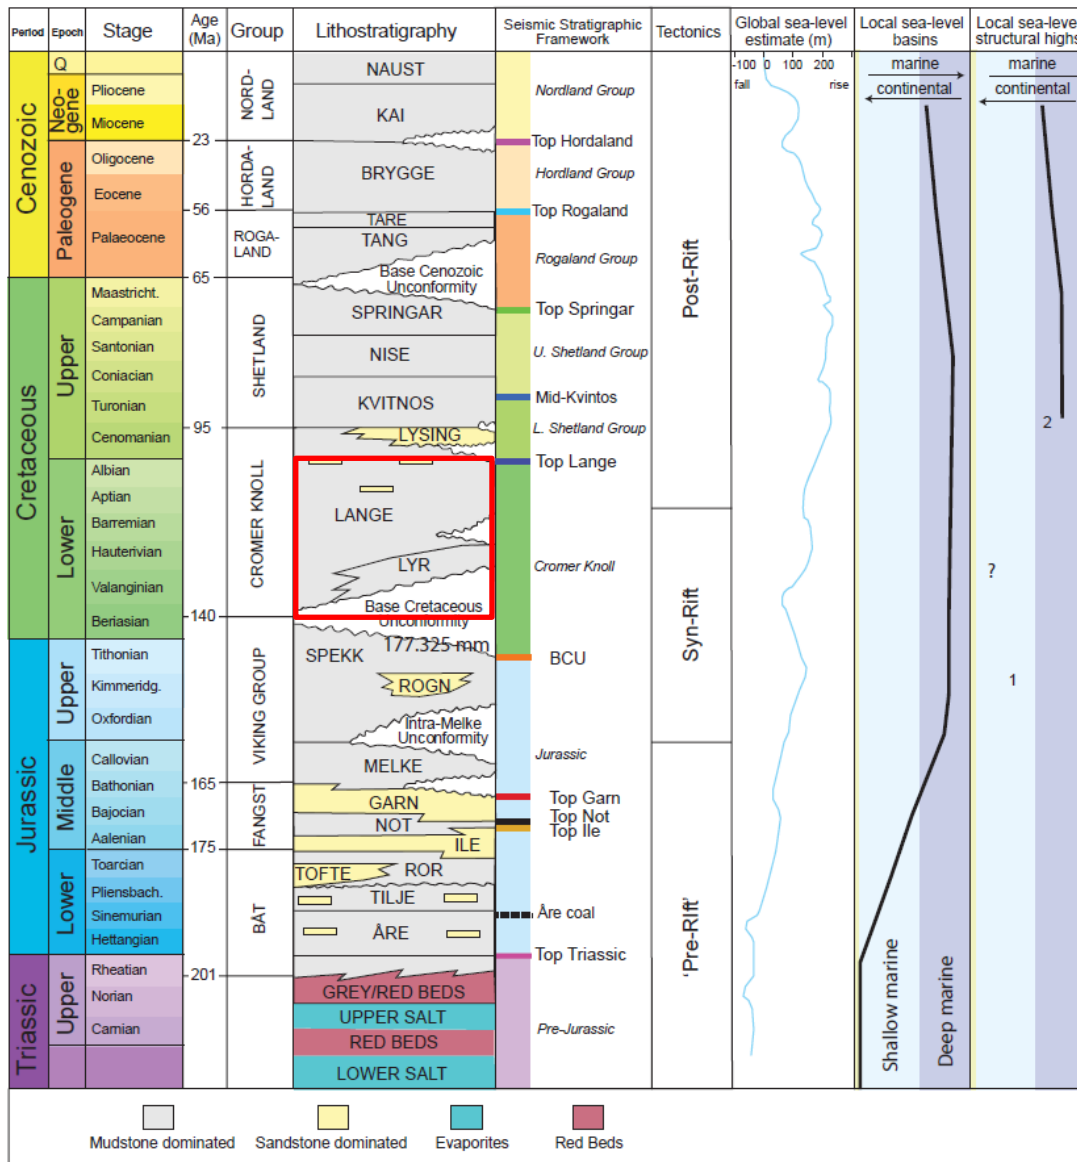 Period Epoch Stage Age (Ma) Group Lithostratigraphy Seismic Stratigraphic Framework Tectonics Global sea-level estimate (m) Local sea-level basins Local sea-level structural highs
-100 0 100 200
fall rise
marine
continental
marine
continental
Cenozoic
Neo-gene
Paleogene
Q
Pliocene
Miocene
Oligocene
Eocene
Palaeocene
Cretaceous
Upper
Maastricht.
Campanian
Santonian
Coniacian
Turonian
Cenomanian
Lower
Albian
Aptian
Barremian
Hauterivian
Valanginian
Beriasian
Jurassic
Upper
Tithonian
Kimmeridg.
Oxfordian
Middle
Callovian
Bathonian
Bajocian
Aalenian
Lower
Toarcian
Pliensbach.
Sinemurian
Hettangian
Triassic
Upper
Rheatian
Norian
Carnian
23
56
65
95
140
165
175
201
NORD-LAND
HORDA-LAND
ROGA-LAND
SHETLAND
CROMER KNOLL
VIKING GROUP
FANGST
BÅT
NAUST
KAI
BRYGGE
TARE
TANG
Base Cenozoic
Unconformity
SPRINGAR
NISE
KVITNOS
LYSING
LANGE
LYR
Base Cretaceous
Unconformity
177.325 mm
SPEKK
ROGN
Intra-Melke
Unconformity
MELKE
GARN
NOT
ILE
TOFTE ROR
TILJE
ÅRE
GREY/RED BEDS
UPPER SALT
RED BEDS
LOWER SALT
Nordland Group
Top Hordaland
Hordland Group
Top Rogaland
Rogaland Group
Top Springar
U. Shetland Group
Mid-Kvintos
L. Shetland Group
Top Lange
Cromer Knoll
BCU
Jurassic
Top Garn
Top Not
Top Ile
Åre coal
Top Triassic
Pre-Jurassic
Post-Rift
Syn-Rift
'Pre-RIft'
Shallow marine
Deep marine
2
?
1
Mudstone dominated
Sandstone dominated
Evaporites
Red Beds